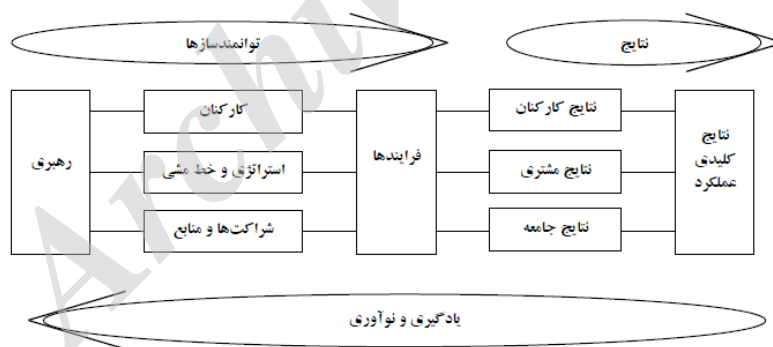 توانمندسازها
نتایج
رهبری
کارکنان
استراتژی و خط مشی
شراکت‌ها و منابع
فرایندها
نتایج کارکنان
نتایج مشتری
نتایج جامعه
نتایج
کلیدی
عملکرد
یادگیری و نوآوری
Archiv